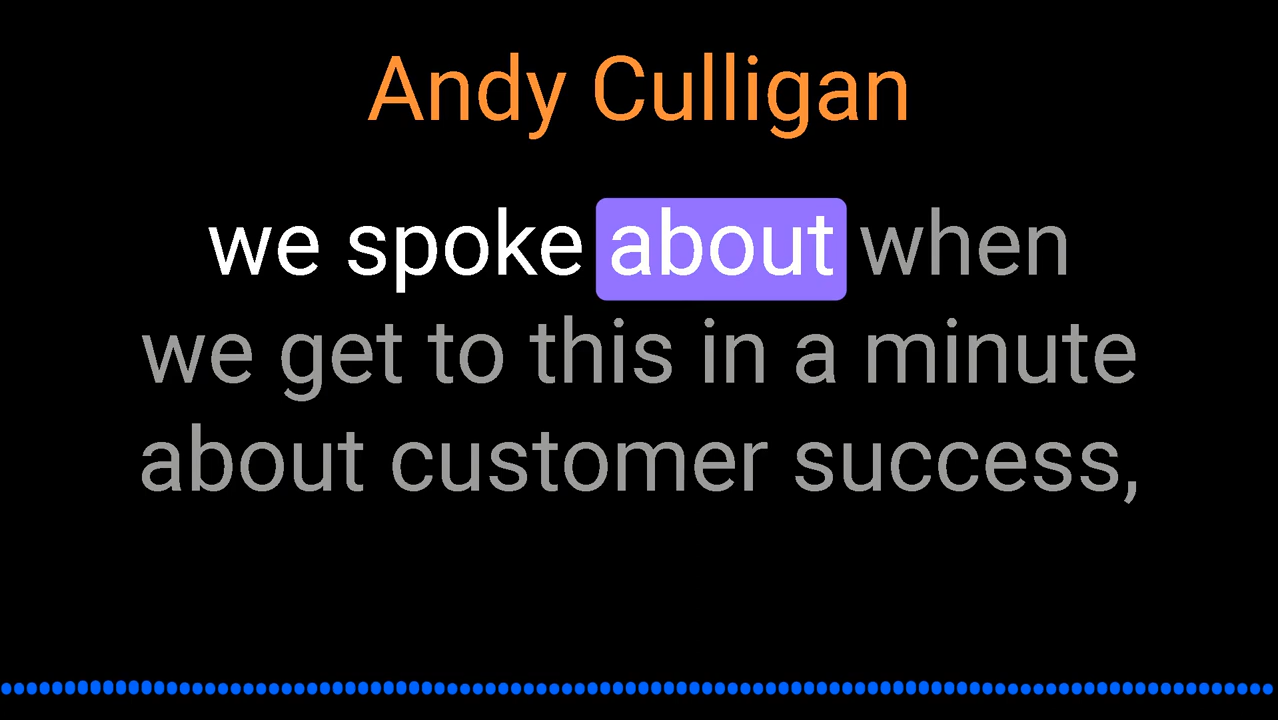 Andy Culligan
we spoke about when
we get to this in a minute
about customer success,